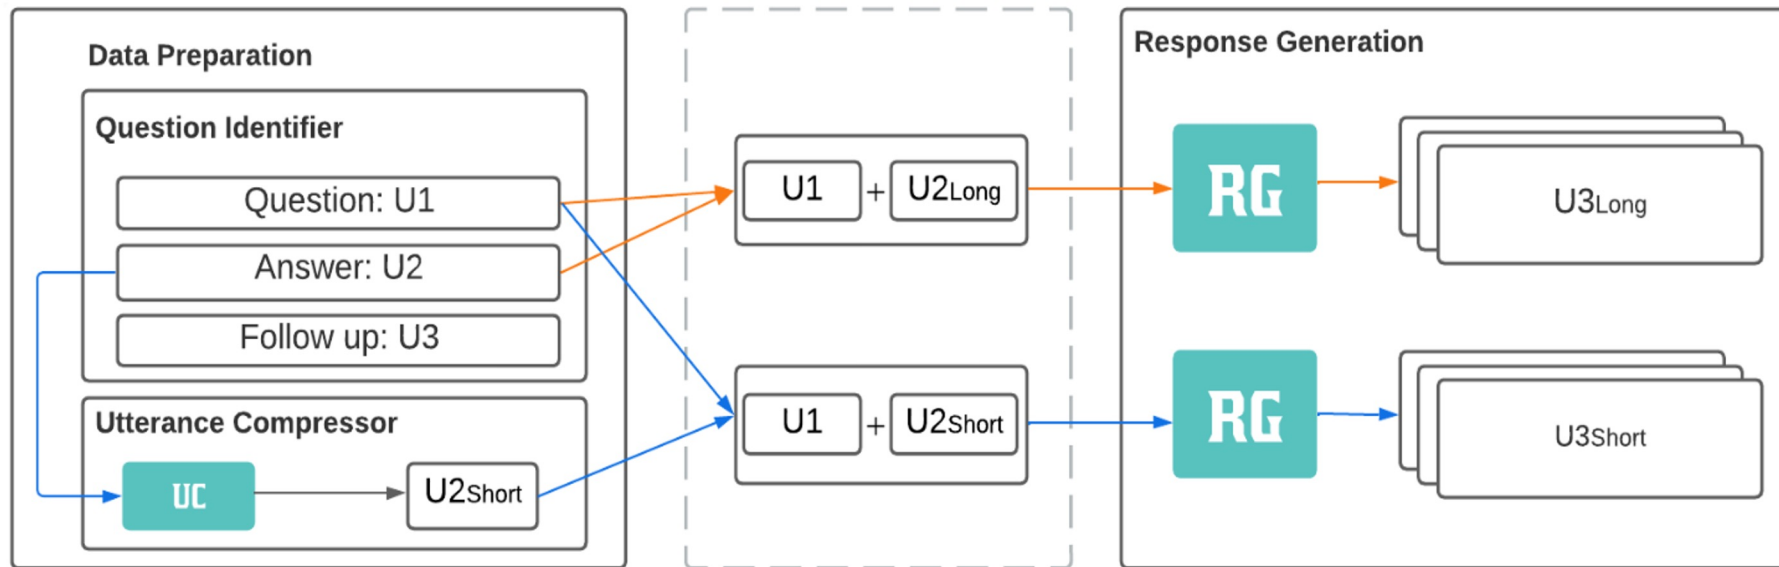 Data Preparation
Question Identifier
Question: U1
Answer: U2
Follow up: U3
Utterance Compressor
UC
U2Short
U1 + U2Long
U1 + U2Short
Response Generation
RG
U3Long
RG
U3Short